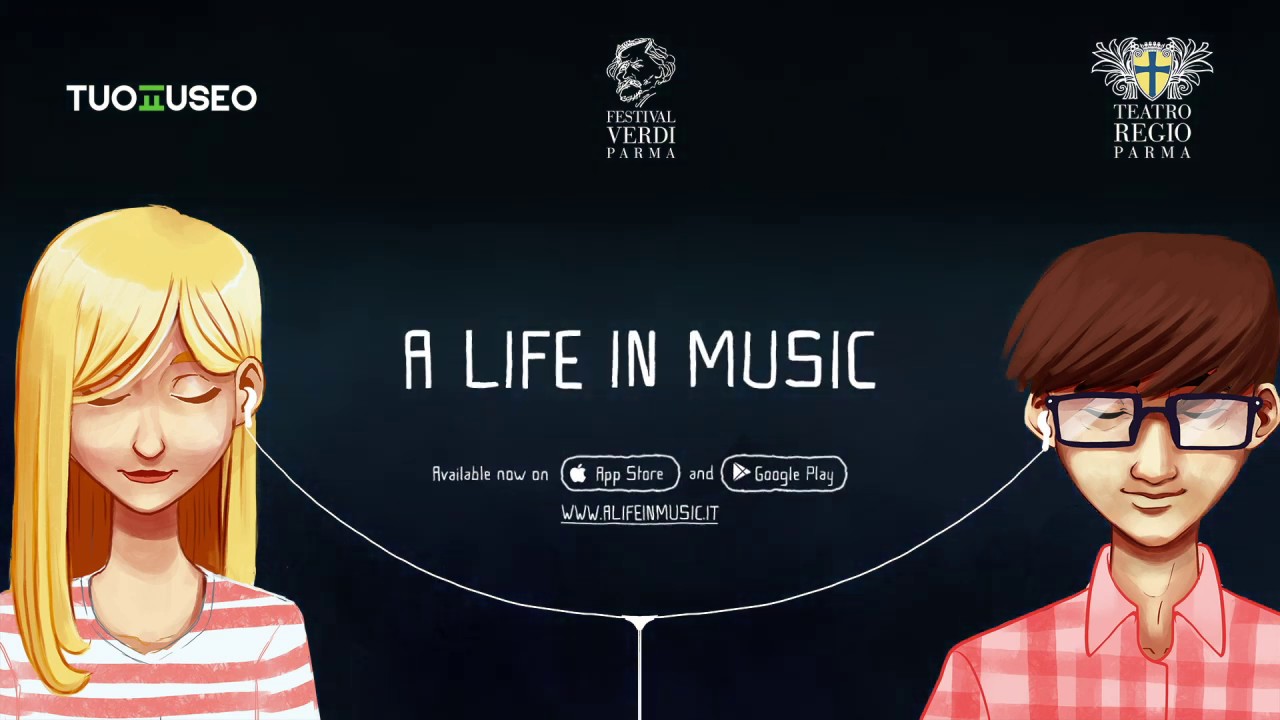 TUOMUSEO
FESTIVAL
VERDI
PARMA
TEATRO
REGIO
PARMA
A LIFE IN MUSIC
Available now on App Store and Google Play
WWW.ALIFEINMUSIC.IT